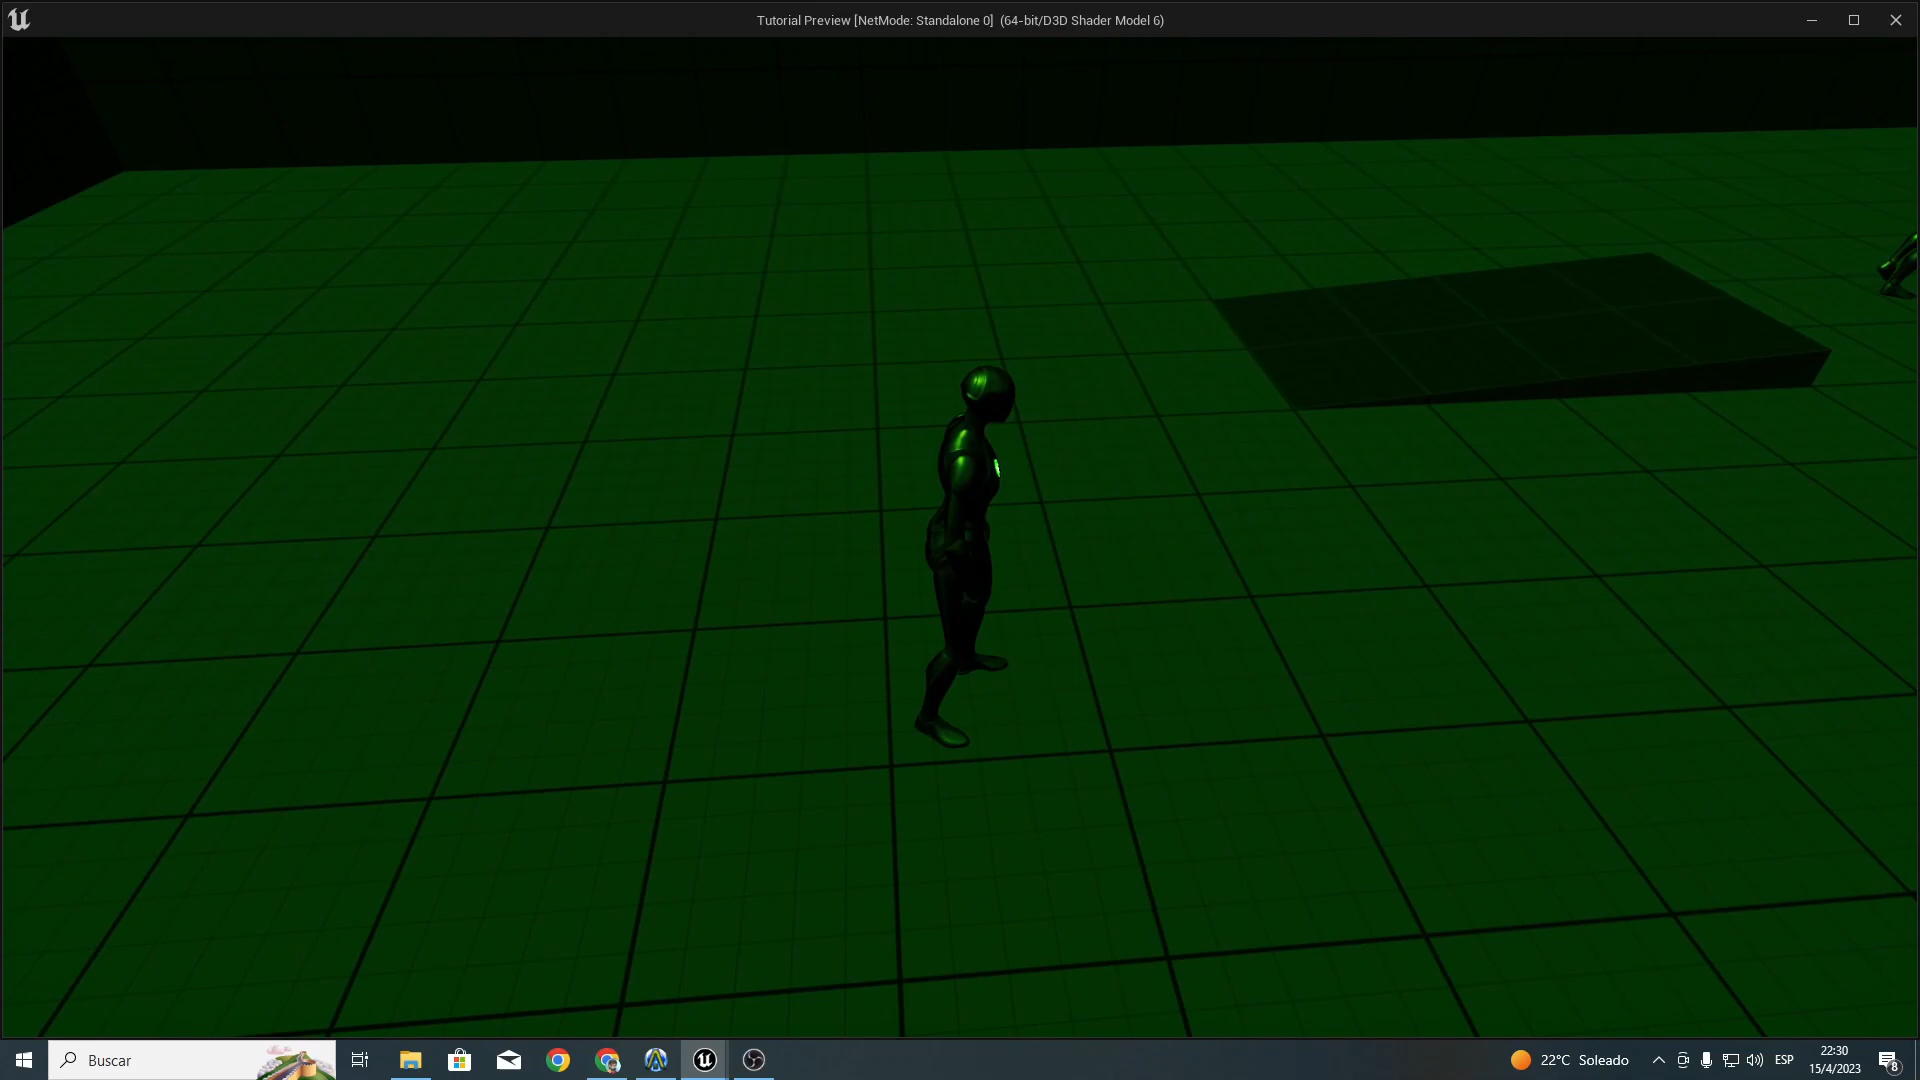 Tutorial Preview [NetMode: Standalone 0]  (64-bit/D3D Shader Model 6)
Buscar
22°C Soleado
ESP
22:30
15/4/2023
8